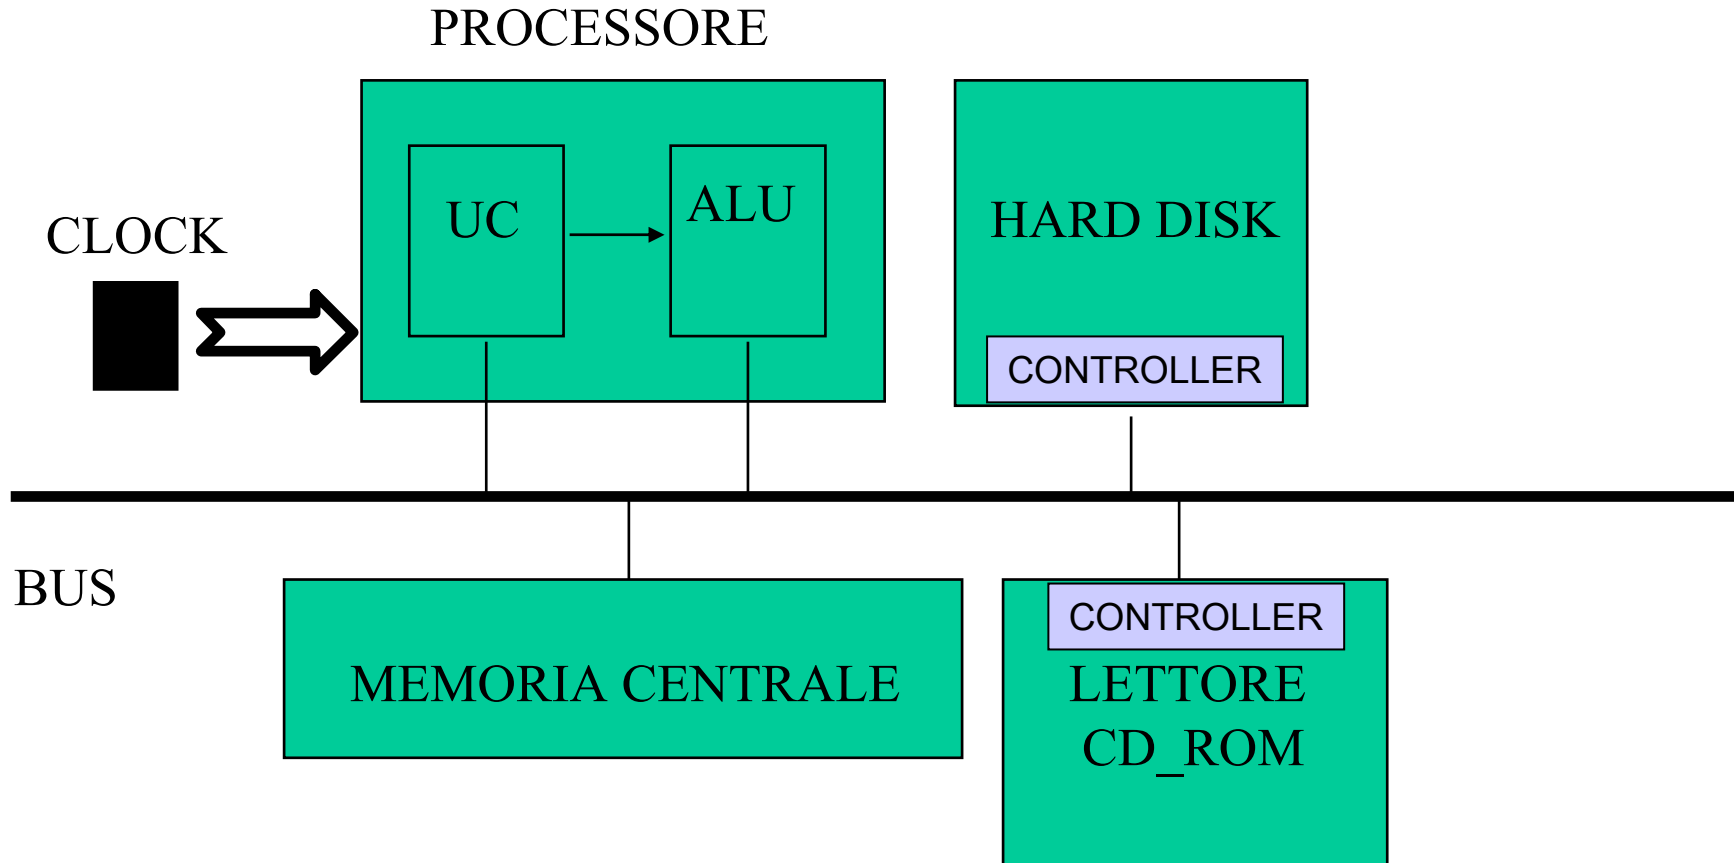 PROCESSORE
UC
ALU
HARD DISK
CLOCK
CONTROLLER
BUS
CONTROLLER
MEMORIA CENTRALE
LETTORE
CD_ROM